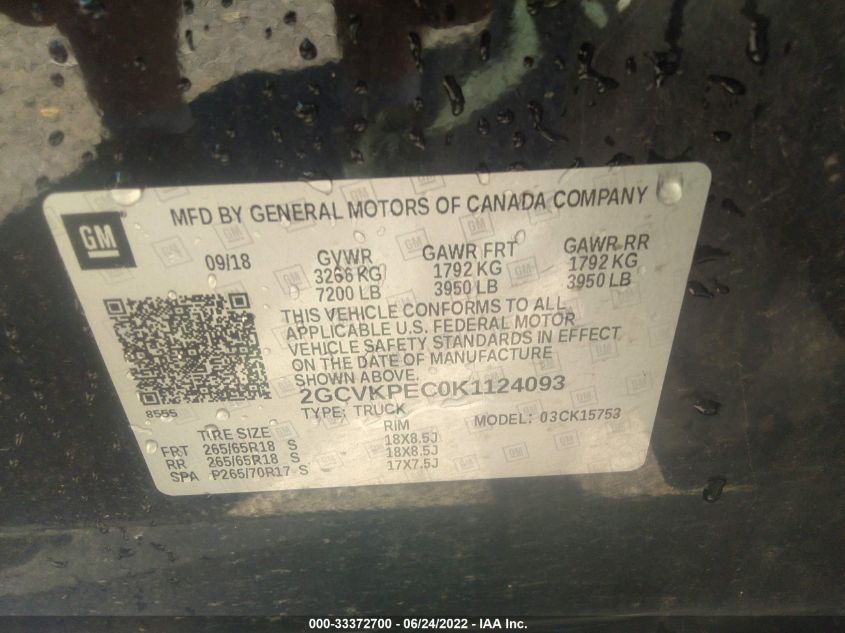 GM
MFD BY GENERAL MOTORS OF CANADA COMPANY
09/18 GVWR GAWR FRT GAWR RR
3266 KG 1792 KG 1792 KG
7200 LB 3950 LB 3950 LB
THIS VEHICLE CONFORMS TO ALL
APPLICABLE U.S. FEDERAL MOTOR
VEHICLE SAFETY STANDARDS IN EFFECT
ON THE DATE OF MANUFACTURE
SHOWN ABOVE.
2GCVKPEC0K1124093
8555 TYPE: TRUCK MODEL: 03CK15753
TIRE SIZE RIM
FRT 265/65R18 S 18X8.5J
RR 265/65R18 S 18X8.5J
SPA P265/70R17 S 17X7.5J
000-33372700 - 06/24/2022 - IAA Inc.